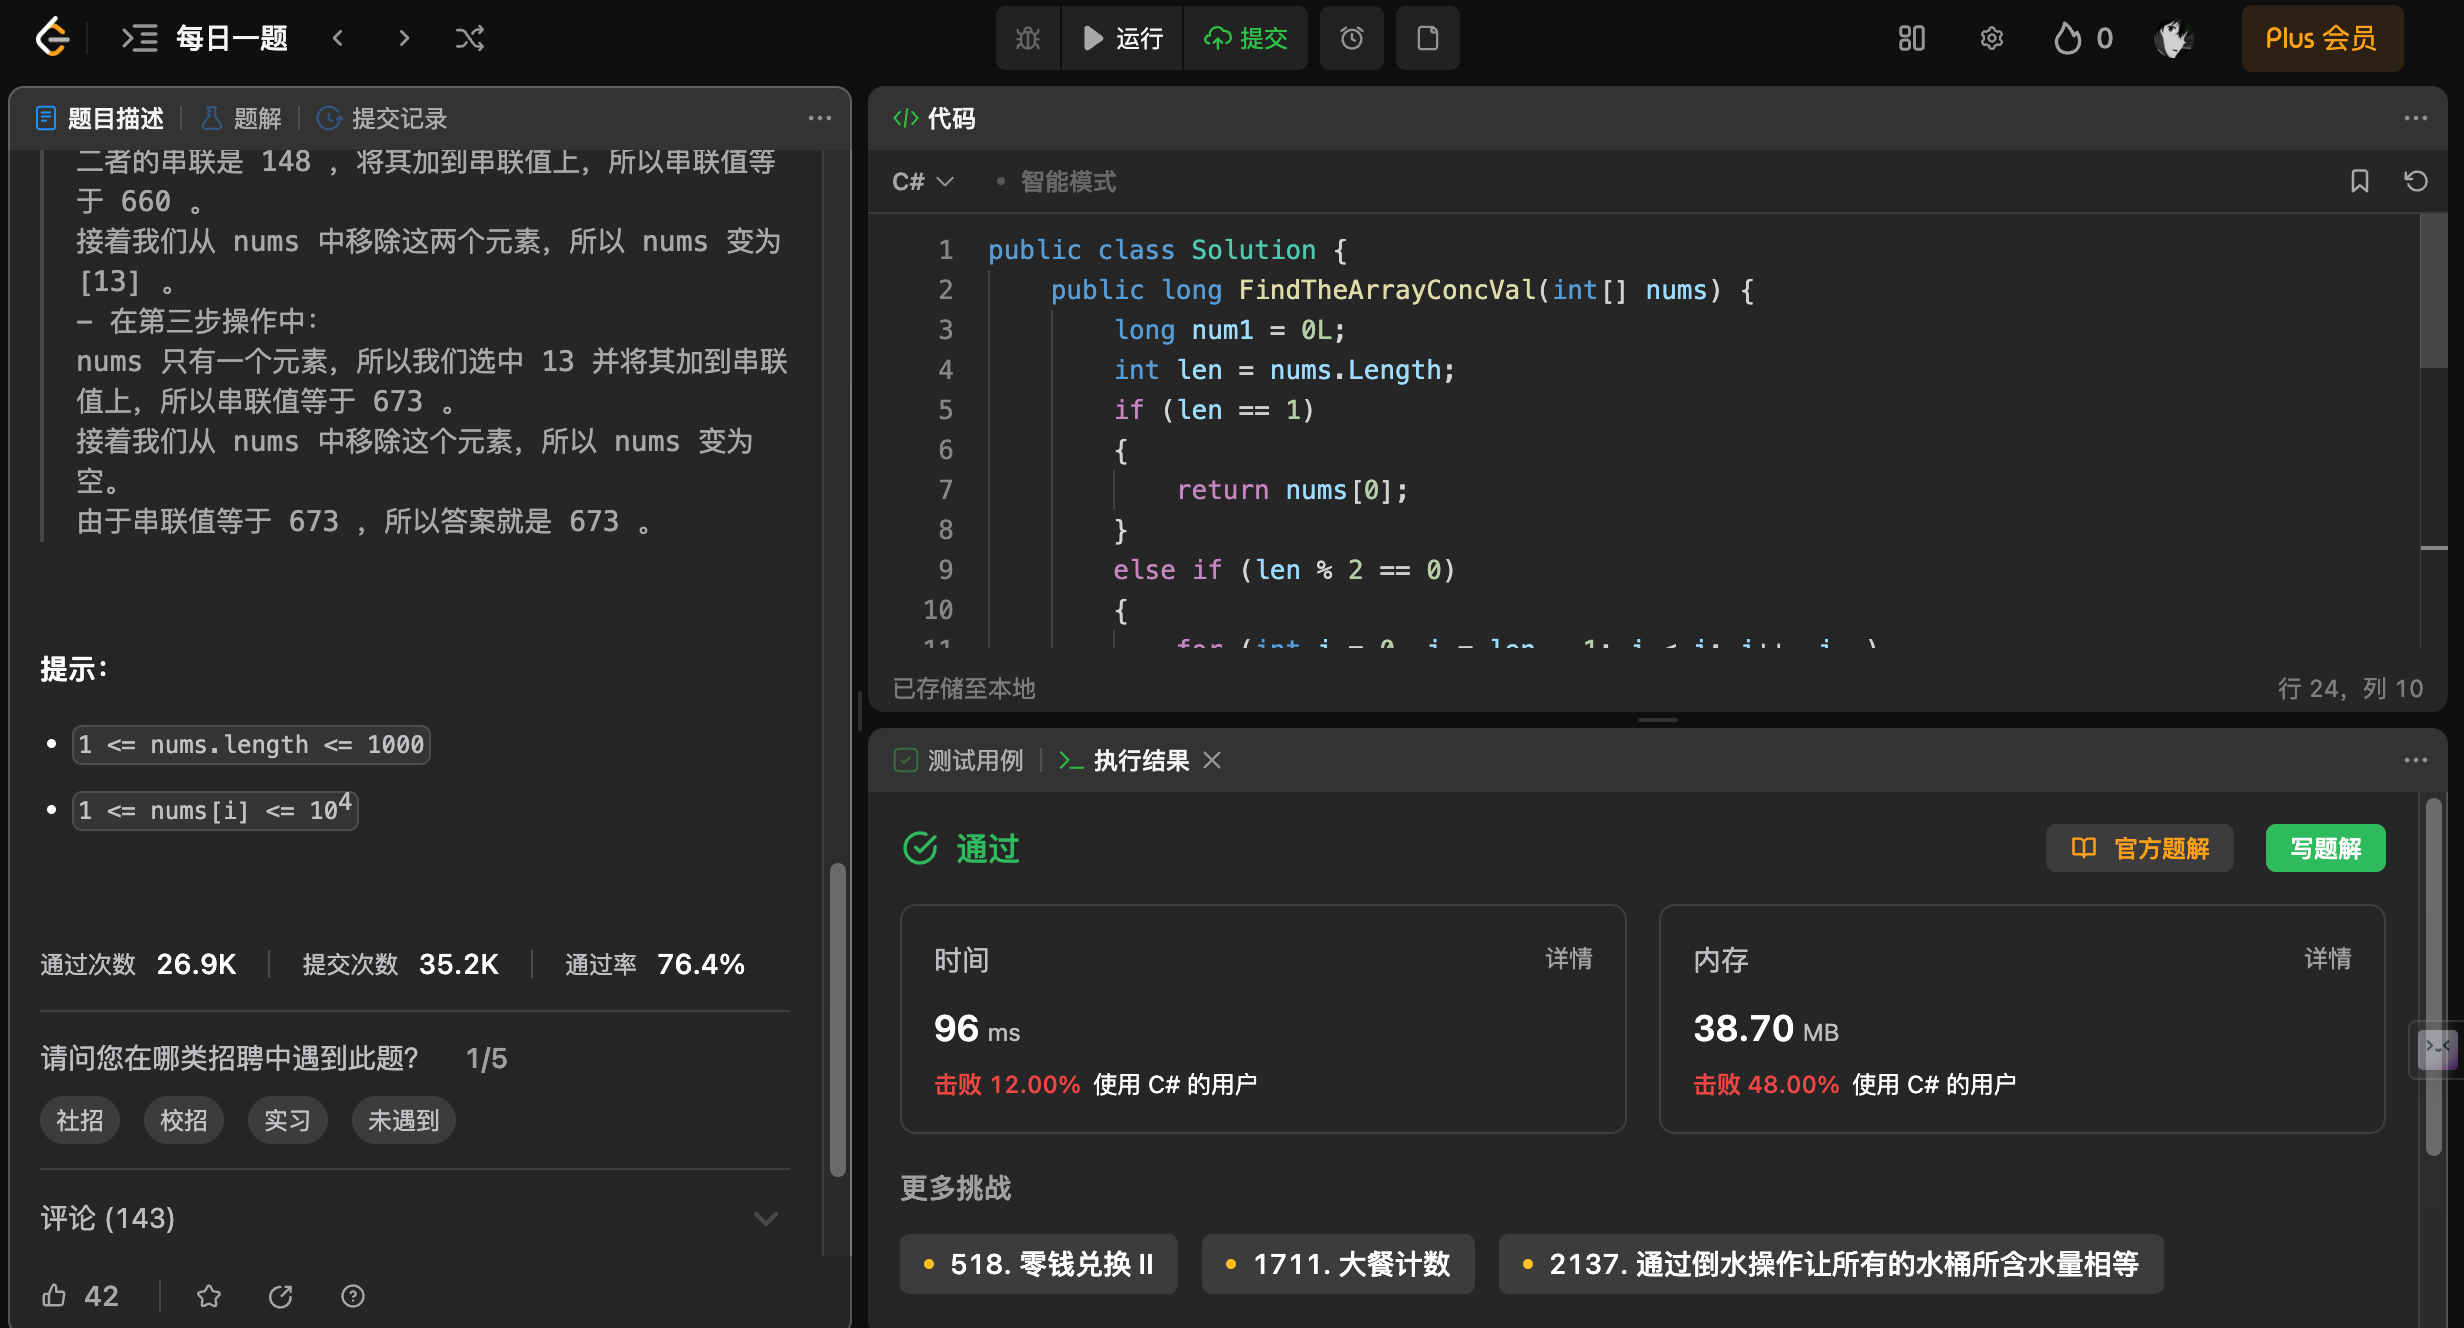 每日一题
运行
提交
0
Plus 会员
题目描述
题解
提交记录
二者的串联是 148 ，将其加到串联值上，所以串联值等
于 660 。
接着我们从 nums 中移除这两个元素，所以 nums 变为
[13] 。
- 在第三步操作中：
nums 只有一个元素，所以我们选中 13 并将其加到串联
值上，所以串联值等于 673 。
接着我们从 nums 中移除这个元素，所以 nums 变为
空。
由于串联值等于 673 ，所以答案就是 673 。
提示：
1 <= nums.length <= 1000
1 <= nums[i] <= 10^4
通过次数 26.9K
提交次数 35.2K
通过率 76.4%
请问您在哪类招聘中遇到此题？ 1/5
社招
校招
实习
未遇到
评论 (143)
42
代码
C#
智能模式
1 public class Solution {
2 public long FindTheArrayConcVal(int[] nums) {
3 long num1 = 0L;
4 int len = nums.Length;
5 if (len == 1)
6 {
7 return nums[0];
8 }
9 else if (len % 2 == 0)
10 {
11 for (int i = 0, j = len - 1; i < j; i++, j--)
已存储至本地
行 24，列 10
测试用例
执行结果
通过
官方题解
写题解
时间
详情
96 ms
击败 12.00% 使用 C# 的用户
内存
详情
38.70 MB
击败 48.00% 使用 C# 的用户
更多挑战
518. 零钱兑换 II
1711. 大餐计数
2137. 通过倒水操作让所有的水桶所含水量相等